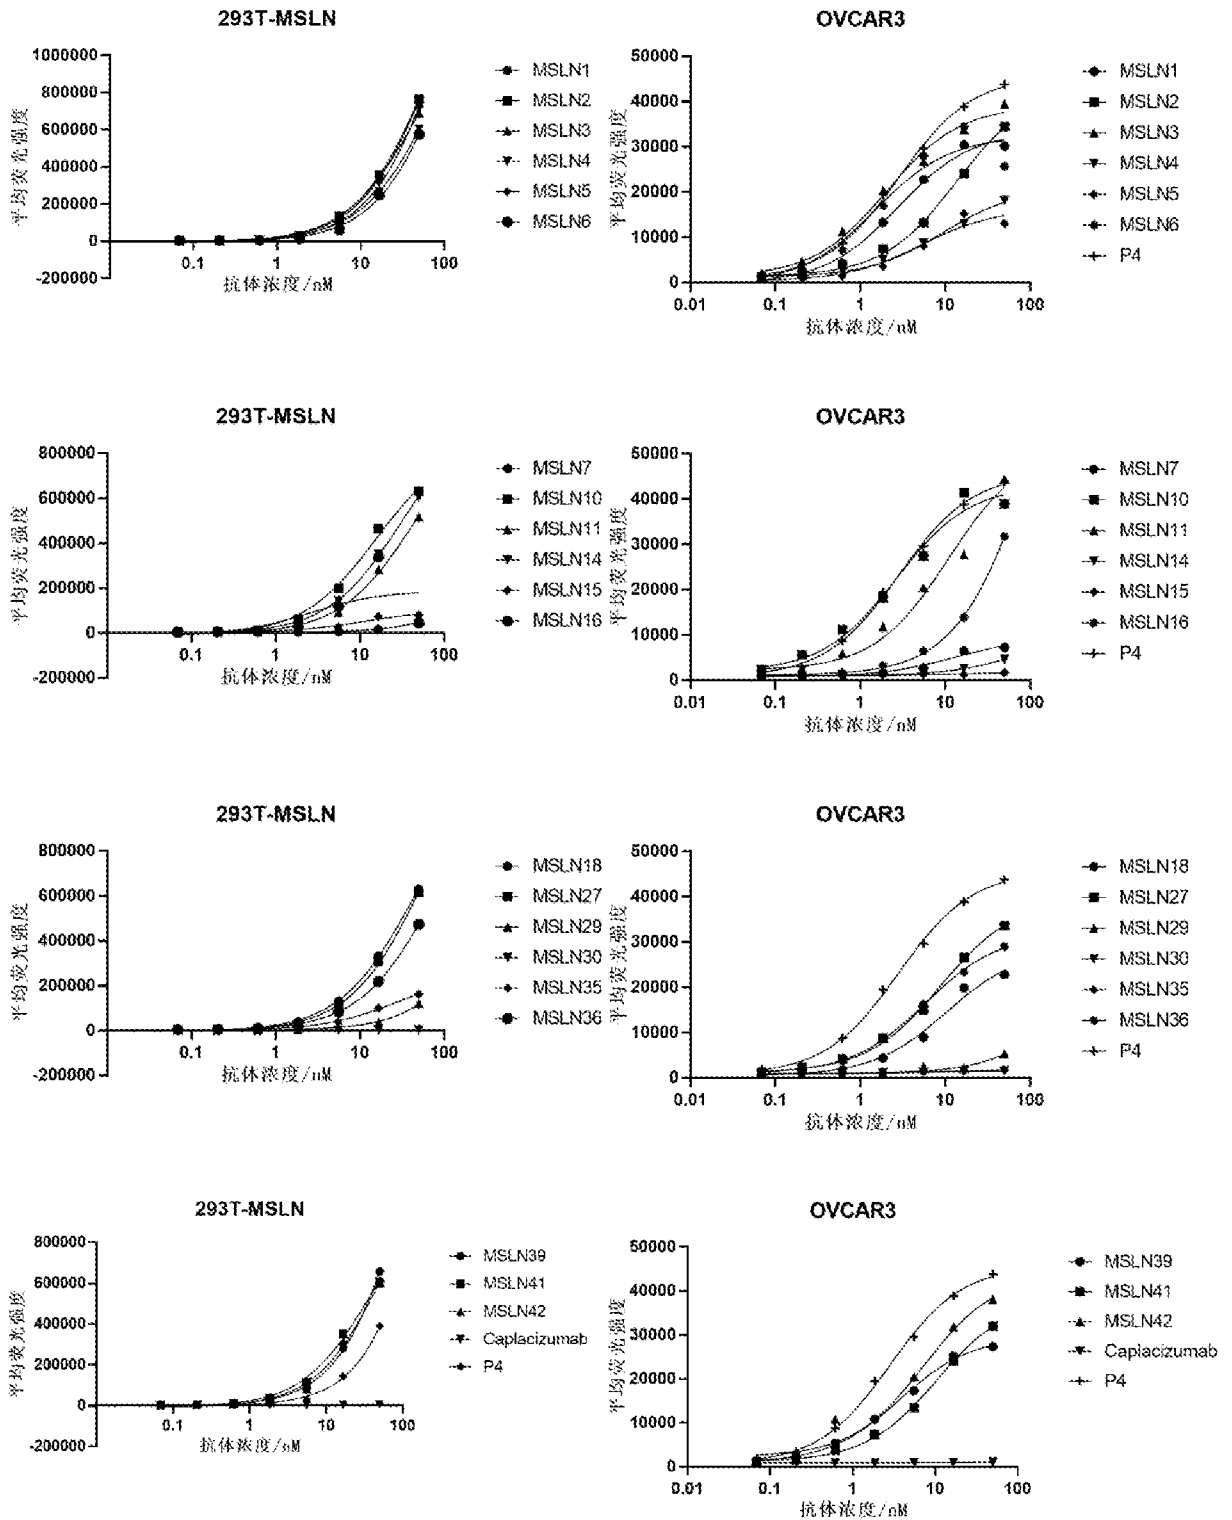 293T-MSLN
1000000
800000
600000
400000
200000
0
-200000
0.1
1
10
100
平均荧光强度
抗体浓度/nM
MSLN1
MSLN2
MSLN3
MSLN4
MSLN5
MSLN6
OVCAR3
50000
40000
30000
20000
10000
0
0.01
0.1
1
10
100
平均荧光强度
抗体浓度/nM
MSLN1
MSLN2
MSLN3
MSLN4
MSLN5
MSLN6
P4
293T-MSLN
800000
600000
400000
200000
0
-200000
0.1
1
10
100
平均荧光强度
抗体浓度/nM
MSLN7
MSLN10
MSLN11
MSLN14
MSLN15
MSLN16
OVCAR3
50000
40000
30000
20000
10000
0
0.01
0.1
1
10
100
平均荧光强度
抗体浓度/nM
MSLN7
MSLN10
MSLN11
MSLN14
MSLN15
MSLN16
P4
293T-MSLN
800000
600000
400000
200000
0
-200000
0.1
1
10
100
平均荧光强度
抗体浓度/nM
MSLN18
MSLN27
MSLN29
MSLN30
MSLN35
MSLN36
OVCAR3
50000
40000
30000
20000
10000
0
0.01
0.1
1
10
100
平均荧光强度
抗体浓度/nM
MSLN18
MSLN27
MSLN29
MSLN30
MSLN35
MSLN36
P4
293T-MSLN
800000
600000
400000
200000
0
-200000
0.1
1
10
100
平均荧光强度
抗体浓度/nM
MSLN39
MSLN41
MSLN42
Caplacizumab
P4
OVCAR3
50000
40000
30000
20000
10000
0
0.01
0.1
1
10
100
平均荧光强度
抗体浓度/nM
MSLN39
MSLN41
MSLN42
Caplacizumab
P4